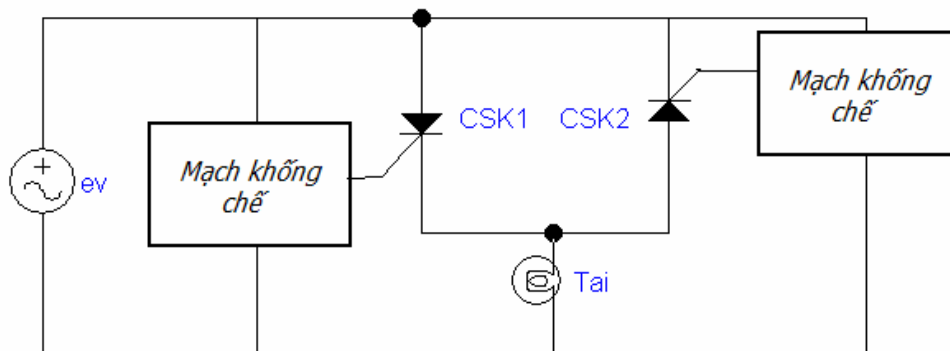 Mạch khống
chế
CSK1
CSK2
Mạch khống
chế
ev
Tai